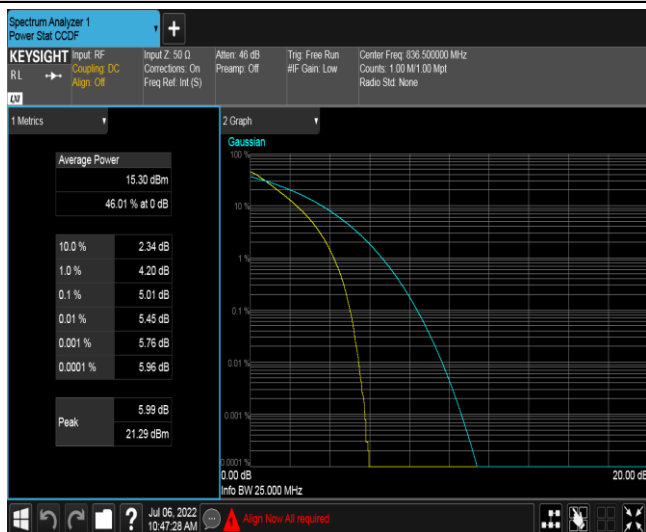 Spectrum Analyzer 1
Power Stat CCDF
+
KEYSIGHT
RL
LXI
Input: RF
Coupling: DC
Align: Off
Input Z: 50 Ω
Corrections: On
Freq Ref: Int (S)
Atten: 46 dB
Preamp: Off
Trig: Free Run
#IF Gain: Low
Center Freq: 836.500000 MHz
Counts: 1.00 M/1.00 Mpt
Radio Std: None
1 Metrics
Average Power
15.30 dBm
46.01 % at 0 dB
10.0 % 2.34 dB
1.0 % 4.20 dB
0.1 % 5.01 dB
0.01 % 5.45 dB
0.001 % 5.76 dB
0.0001 % 5.96 dB
Peak
5.99 dB
21.29 dBm
2 Graph
Gaussian
100 %
10 %
1 %
0.1 %
0.01 %
0.001 %
0.0001 %
0.00 dB
20.00 dB
Info BW 25.000 MHz
?
Jul 06, 2022
10:47:28 AM
Align Now All required